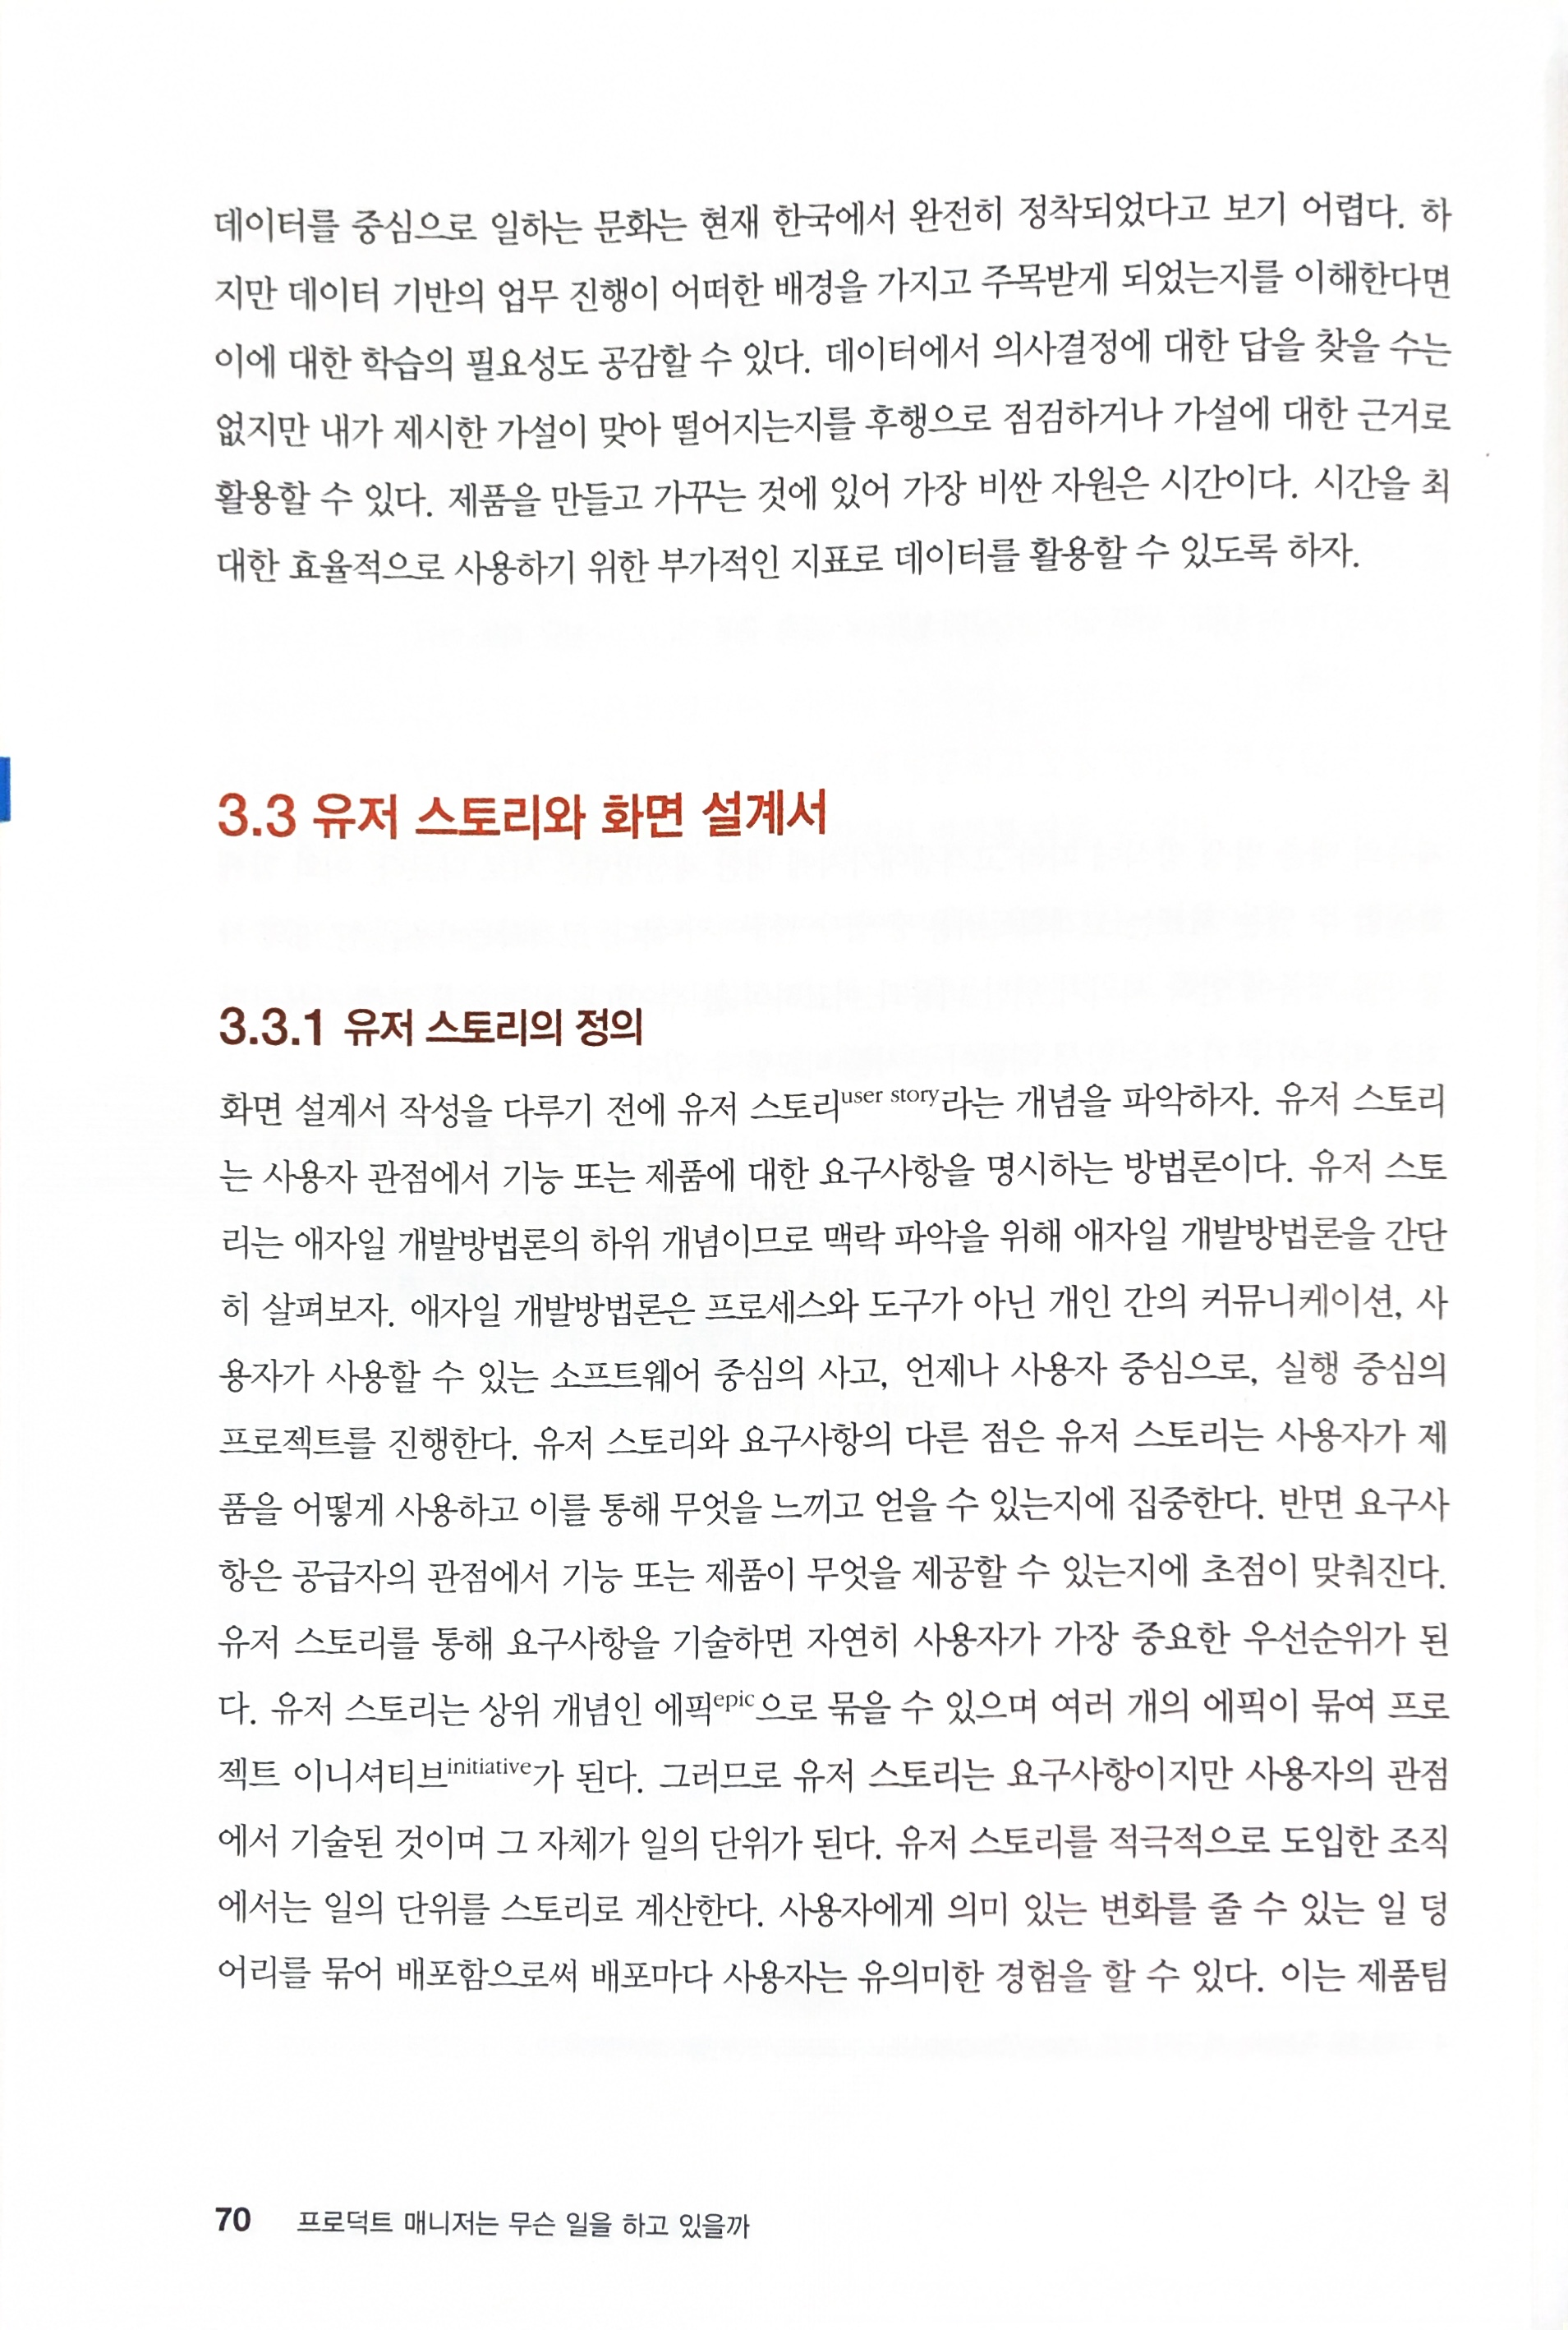 데이터를 중심으로 일하는 문화는 현재 한국에서 완전히 정착되었다고 보기 어렵다. 하
지만 데이터 기반의 업무 진행이 어떠한 배경을 가지고 주목받게 되었는지를 이해한다면
이에 대한 학습의 필요성도 공감할 수 있다. 데이터에서 의사결정에 대한 답을 찾을 수는
없지만 내가 제시한 가설이 맞아 떨어지는지를 후행으로 점검하거나 가설에 대한 근거로
활용할 수 있다. 제품을 만들고 가꾸는 것에 있어 가장 비싼 자원은 시간이다. 시간을 최
대한 효율적으로 사용하기 위한 부가적인 지표로 데이터를 활용할 수 있도록 하자.
3.3 유저 스토리와 화면 설계서
3.3.1 유저 스토리의 정의
화면 설계서 작성을 다루기 전에 유저 스토리user story라는 개념을 파악하자. 유저 스토리
는 사용자 관점에서 기능 또는 제품에 대한 요구사항을 명시하는 방법론이다. 유저 스토
리는 애자일 개발방법론의 하위 개념이므로 맥락 파악을 위해 애자일 개발방법론을 간단
히 살펴보자. 애자일 개발방법론은 프로세스와 도구가 아닌 개인 간의 커뮤니케이션, 사
용자가 사용할 수 있는 소프트웨어 중심의 사고, 언제나 사용자 중심으로, 실행 중심의
프로젝트를 진행한다. 유저 스토리와 요구사항의 다른 점은 유저 스토리는 사용자가 제
품을 어떻게 사용하고 이를 통해 무엇을 느끼고 얻을 수 있는지에 집중한다. 반면 요구사
항은 공급자의 관점에서 기능 또는 제품이 무엇을 제공할 수 있는지에 초점이 맞춰진다.
유저 스토리를 통해 요구사항을 기술하면 자연히 사용자가 가장 중요한 우선순위가 된
다. 유저 스토리는 상위 개념인 에픽epic으로 묶을 수 있으며 여러 개의 에픽이 묶여 프로
젝트 이니셔티브initiative가 된다. 그러므로 유저 스토리는 요구사항이지만 사용자의 관점
에서 기술된 것이며 그 자체가 일의 단위가 된다. 유저 스토리를 적극적으로 도입한 조직
에서는 일의 단위를 스토리로 계산한다. 사용자에게 의미 있는 변화를 줄 수 있는 일 덩
어리를 묶어 배포함으로써 배포마다 사용자는 유의미한 경험을 할 수 있다. 이는 제품팀
70 프로덕트 매니저는 무슨 일을 하고 있을까